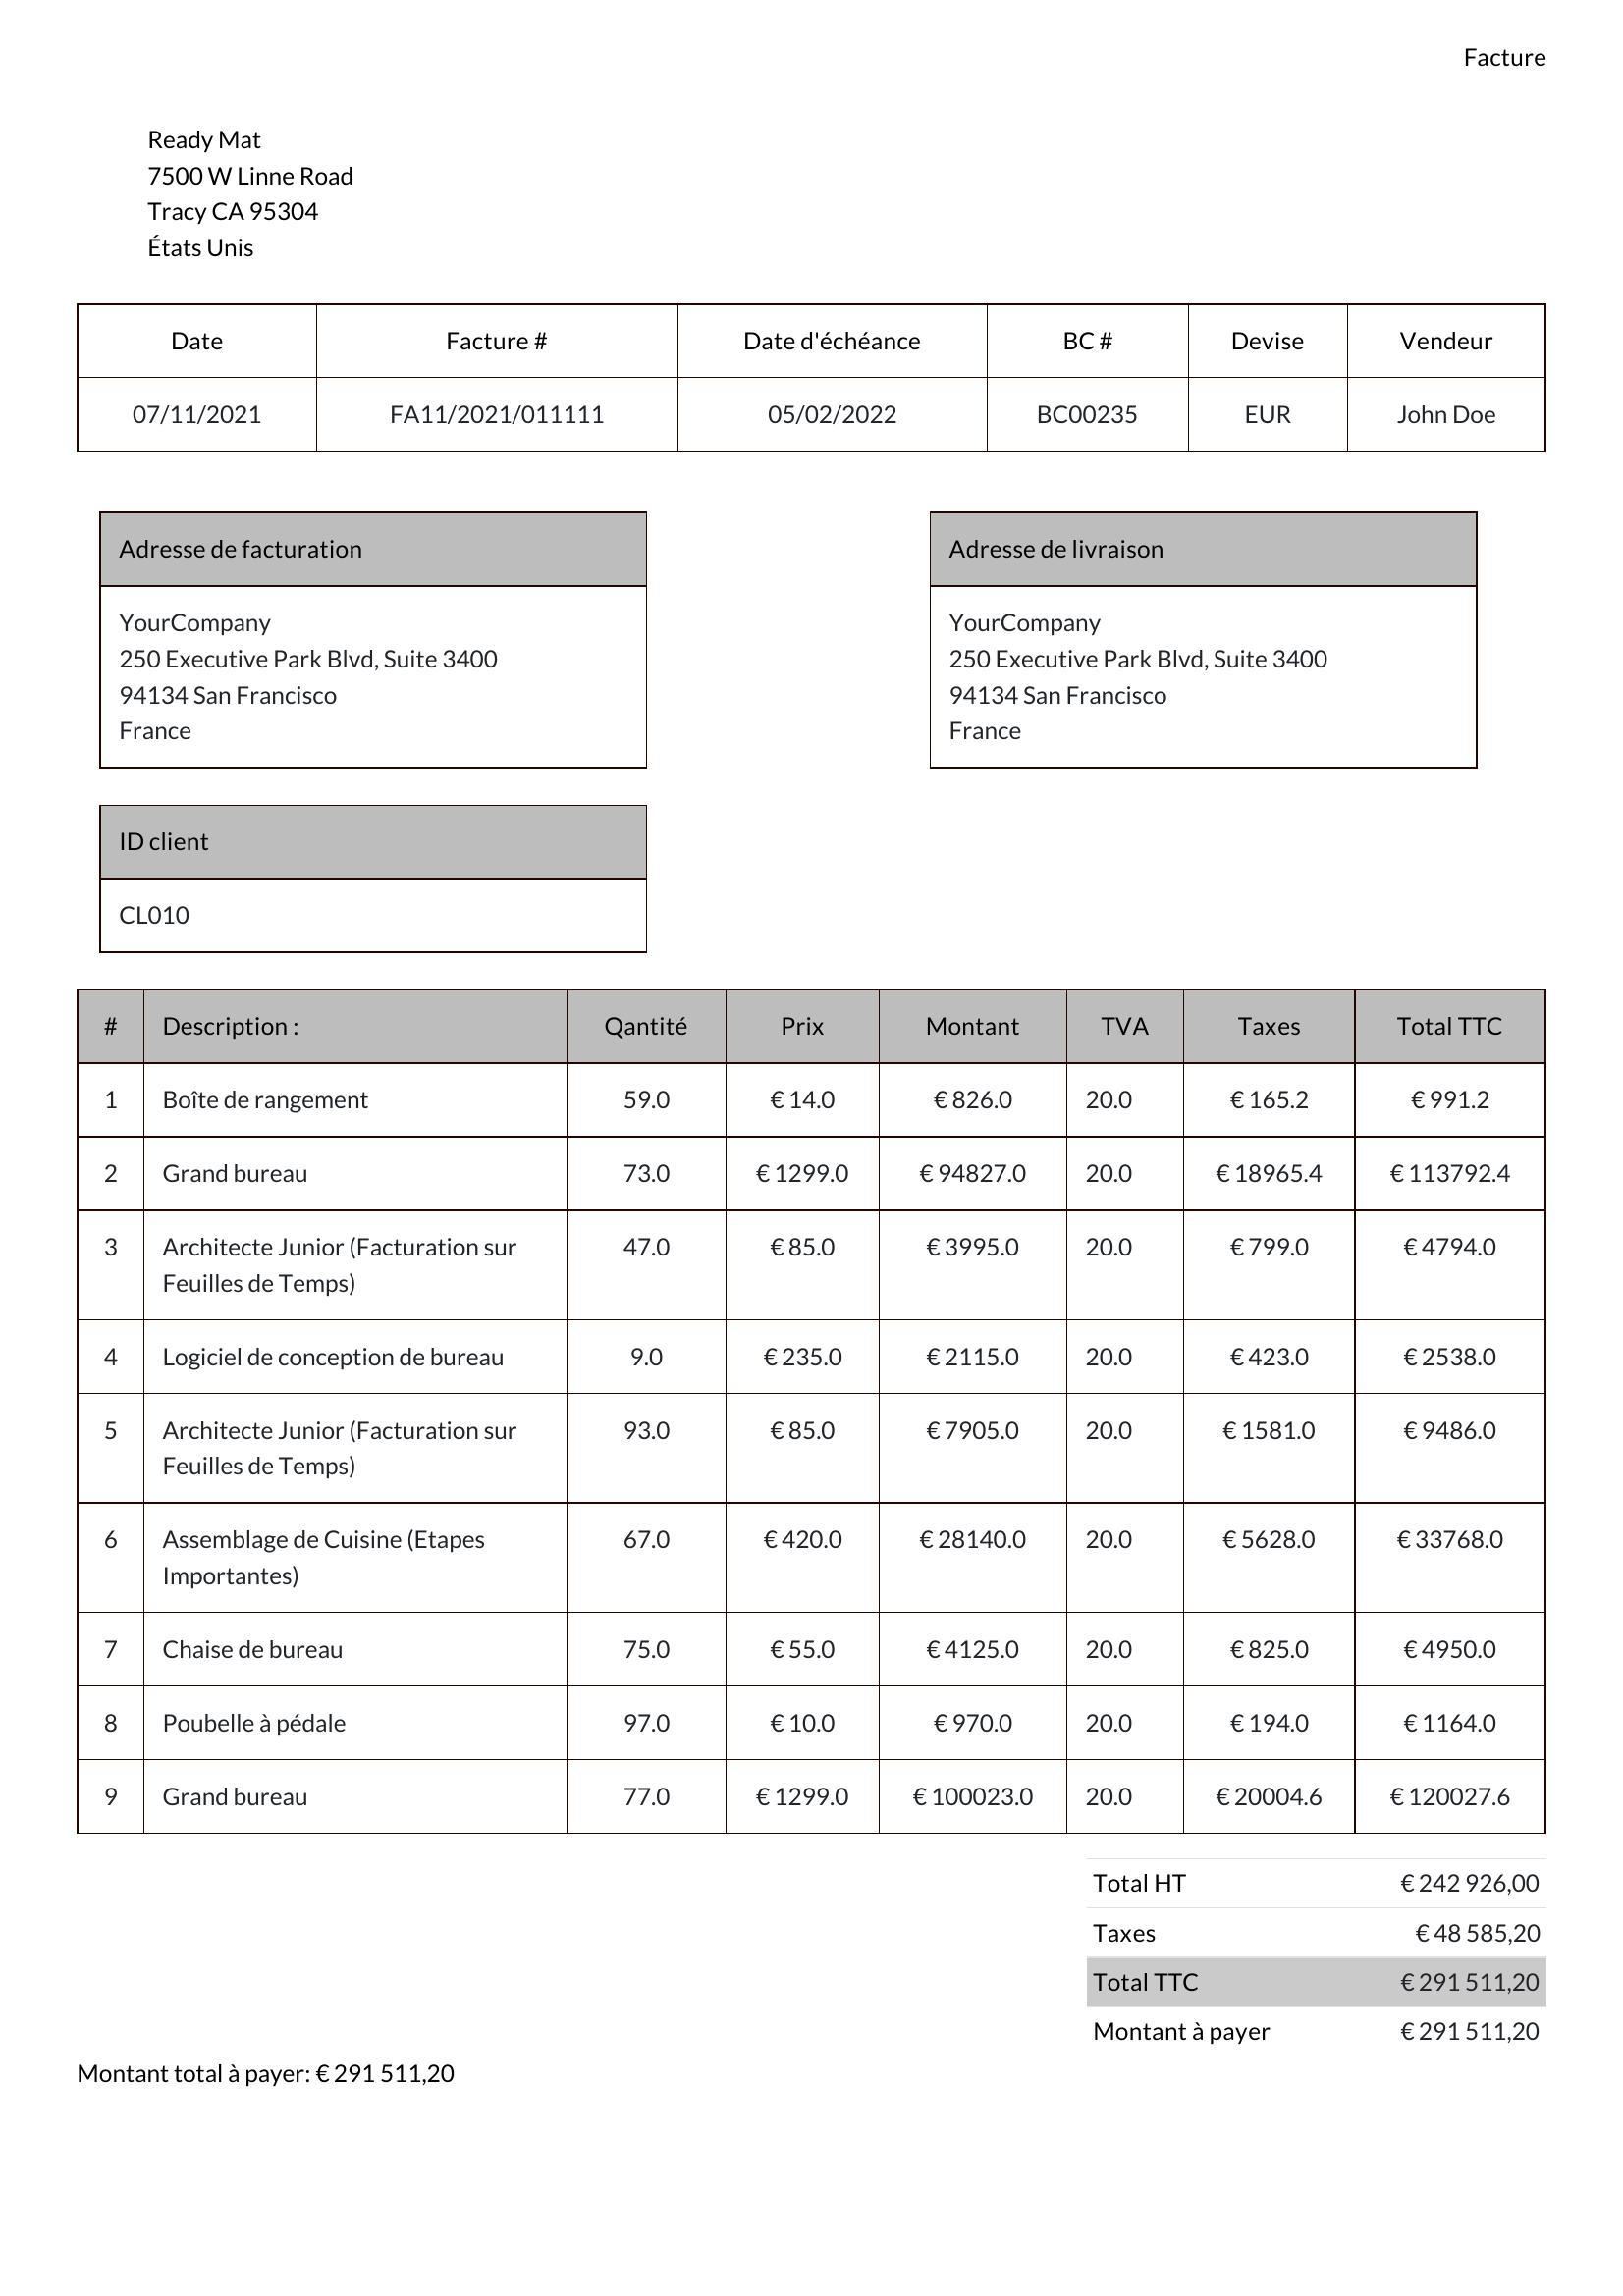 Facture
Ready Mat
7500 W Linne Road
Tracy CA 95304
États Unis
Date Facture # Date d'échéance BC # Devise Vendeur
07/11/2021 FA11/2021/011111 05/02/2022 BC00235 EUR John Doe
Adresse de facturation
YourCompany
250 Executive Park Blvd, Suite 3400
94134 San Francisco
France
Adresse de livraison
YourCompany
250 Executive Park Blvd, Suite 3400
94134 San Francisco
France
ID client
CL010
# Description : Qantité Prix Montant TVA Taxes Total TTC
1 Boîte de rangement 59.0 € 14.0 € 826.0 20.0 € 165.2 € 991.2
2 Grand bureau 73.0 € 1299.0 € 94827.0 20.0 € 18965.4 € 113792.4
3 Architecte Junior (Facturation sur 47.0 € 85.0 € 3995.0 20.0 € 799.0 € 4794.0
Feuilles de Temps)
4 Logiciel de conception de bureau 9.0 € 235.0 € 2115.0 20.0 € 423.0 € 2538.0
5 Architecte Junior (Facturation sur 93.0 € 85.0 € 7905.0 20.0 € 1581.0 € 9486.0
Feuilles de Temps)
6 Assemblage de Cuisine (Etapes 67.0 € 420.0 € 28140.0 20.0 € 5628.0 € 33768.0
Importantes)
7 Chaise de bureau 75.0 € 55.0 € 4125.0 20.0 € 825.0 € 4950.0
8 Poubelle à pédale 97.0 € 10.0 € 970.0 20.0 € 194.0 € 1164.0
9 Grand bureau 77.0 € 1299.0 € 100023.0 20.0 € 20004.6 € 120027.6
Total HT € 242 926,00
Taxes € 48 585,20
Total TTC € 291 511,20
Montant à payer € 291 511,20
Montant total à payer: € 291 511,20